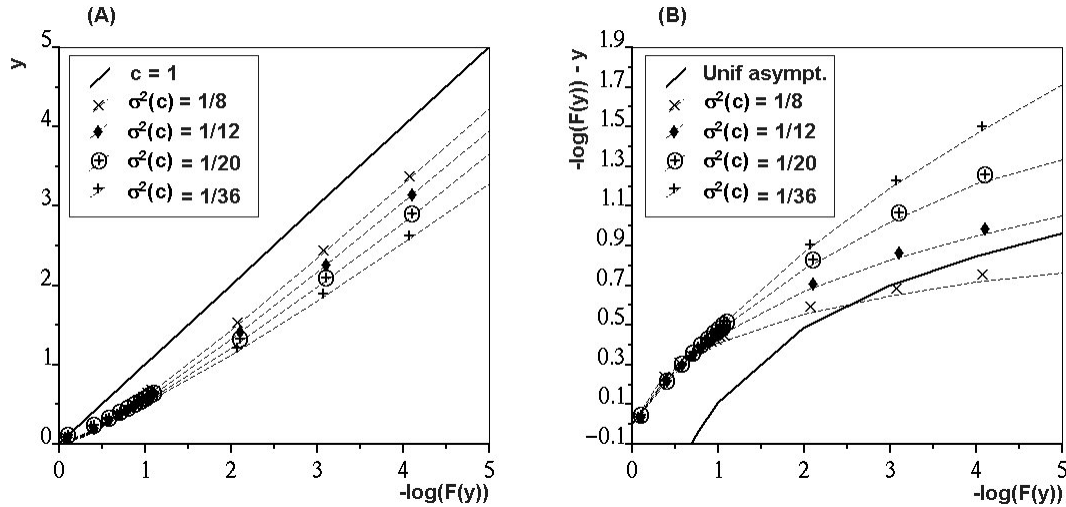 (A)
y
5
4
3
2
1
0
c = 1
σ²(c) = 1/8
σ²(c) = 1/12
σ²(c) = 1/20
σ²(c) = 1/36
0 1 2 3 4 5
-log(F(y))
(B)
-log(F(y)) - y
1.9
1.7
1.5
1.3
1.1
0.9
0.7
0.5
0.3
0.1
−0.1
Unif asympt.
σ²(c) = 1/8
σ²(c) = 1/12
σ²(c) = 1/20
σ²(c) = 1/36
0 1 2 3 4 5
-log(F(y))